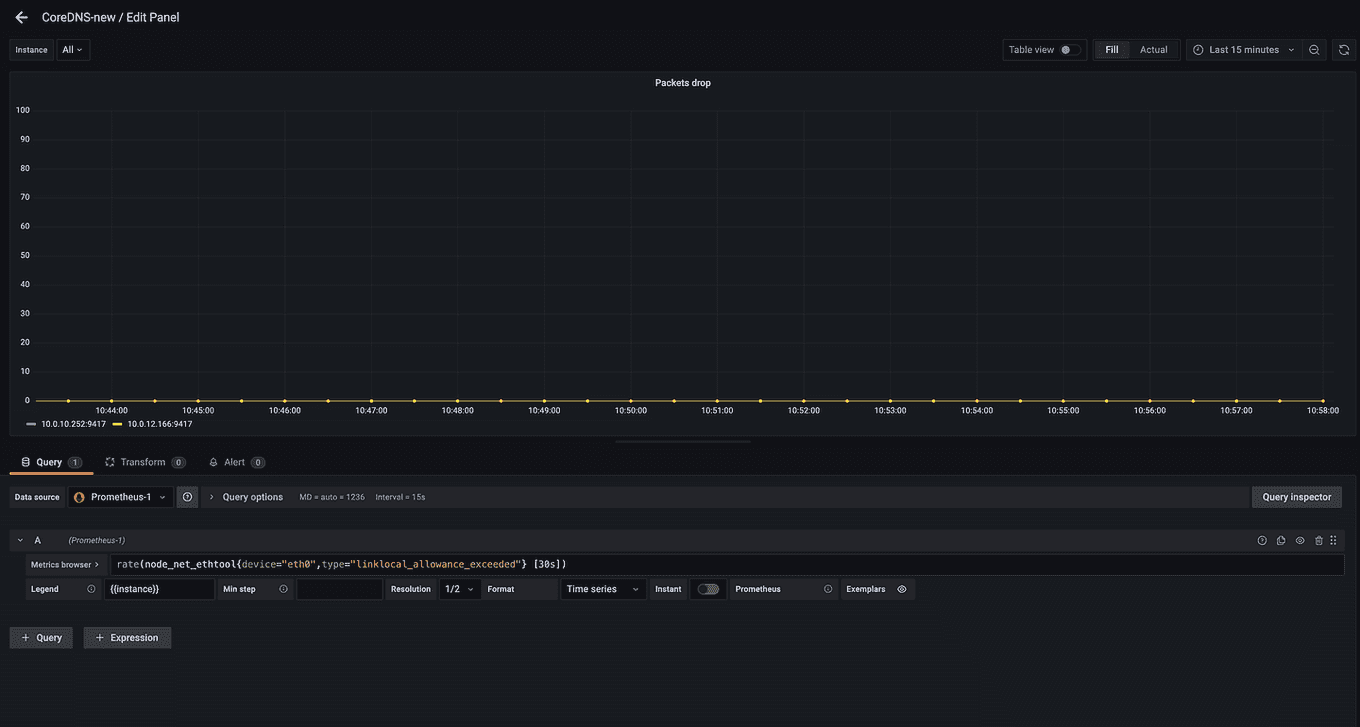 CoreDNS-new / Edit Panel
Instance All
Table view Fill Actual Last 15 minutes
Packets drop
100
90
80
70
60
50
40
30
20
10
0
10:44:00 10:45:00 10:46:00 10:47:00 10:48:00 10:49:00 10:50:00 10:51:00 10:52:00 10:53:00 10:54:00 10:55:00 10:56:00 10:57:00 10:58:00
10.0.10.252:9417 10.0.12.166:9417
Query 1 Transform 0 Alert 0
Data source Prometheus-1 Query options MD = auto = 1236 Interval = 15s Query inspector
A (Prometheus-1)
Metrics browser > rate(node_net_ethtool{device="eth0",type="linklocal_allowance_exceeded"} [30s])
Legend {{instance}} Min step Resolution 1/2 Format Time series Instant Prometheus Exemplars
+ Query + Expression